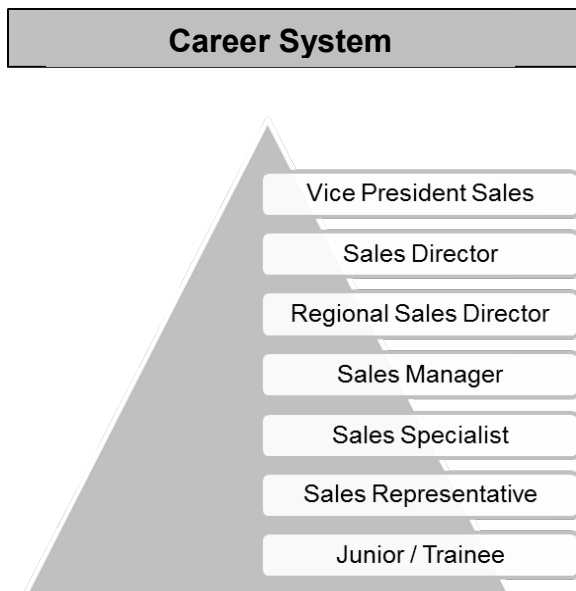 Career System
Vice President Sales
Sales Director
Regional Sales Director
Sales Manager
Sales Specialist
Sales Representative
Junior / Trainee